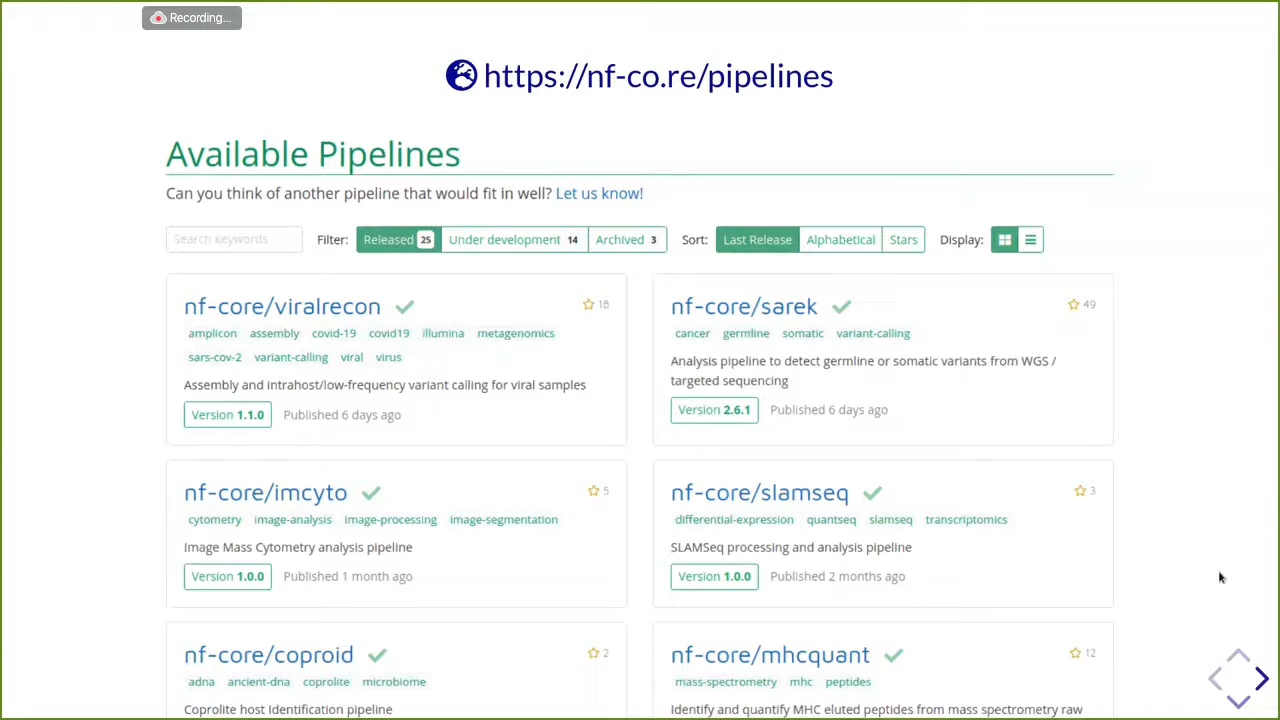 Recording...
https://nf-co.re/pipelines
Available Pipelines
Can you think of another pipeline that would fit in well? Let us know!
Search keywords Filter: Released 25 Under development 14 Archived 3 Sort: Last Release Alphabetical Stars Display:
nf-core/viralrecon 18
amplicon assembly covid-19 covid19 illumina metagenomics
sars-cov-2 variant-calling viral virus
Assembly and intrahost/low-frequency variant calling for viral samples
Version 1.1.0 Published 6 days ago
nf-core/sarek 49
cancer germline somatic variant-calling
Analysis pipeline to detect germline or somatic variants from WGS /
targeted sequencing
Version 2.6.1 Published 6 days ago
nf-core/imcyto 5
cytometry image-analysis image-processing image-segmentation
Image Mass Cytometry analysis pipeline
Version 1.0.0 Published 1 month ago
nf-core/slamseq 3
differential-expression quantseq slamseq transcriptomics
SLAMSeq processing and analysis pipeline
Version 1.0.0 Published 2 months ago
nf-core/coproid 2
adna ancient-dna coprolite microbiome
Coprolite host Identification pipeline
nf-core/mhcquant 12
mass-spectrometry mhc peptides
Identify and quantify MHC eluted peptides from mass spectrometry raw